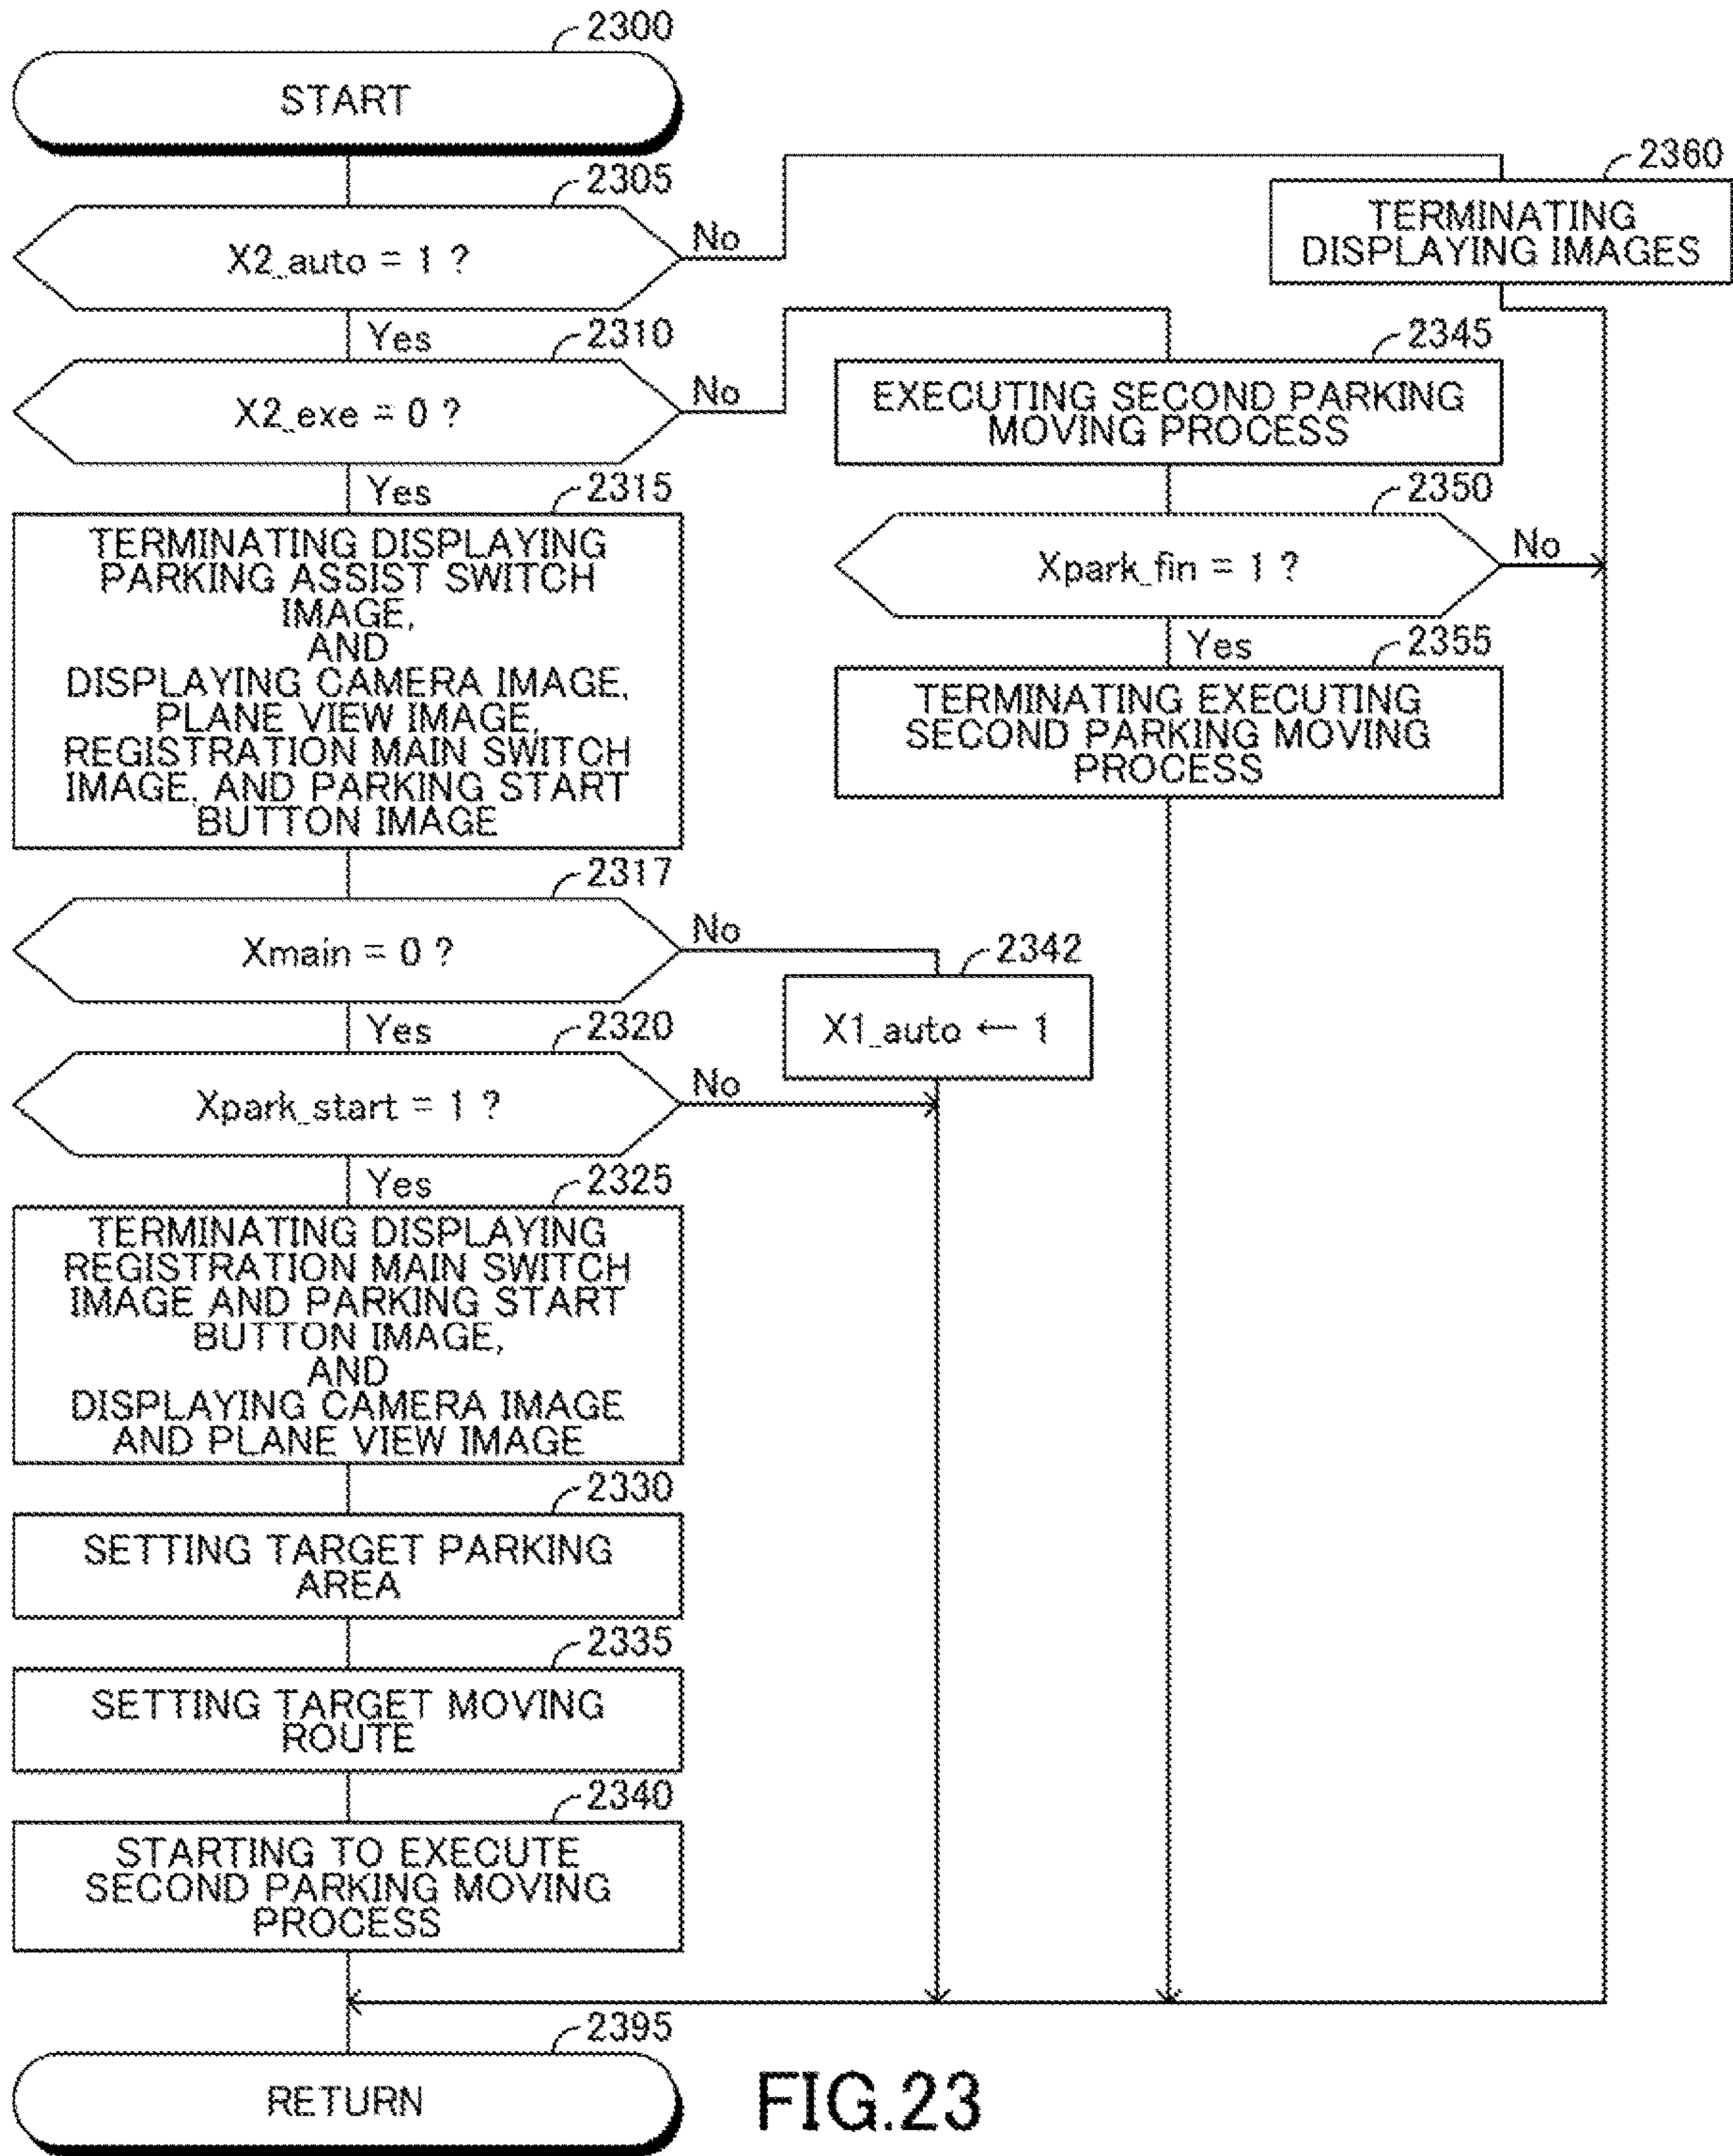 2300
START
2305
X2_auto = 1 ?
No
Yes
2360
TERMINATING
DISPLAYING IMAGES
2310
X2_exe = 0 ?
No
Yes
2345
EXECUTING SECOND PARKING
MOVING PROCESS
2350
Xpark_fin = 1 ?
No
Yes
2355
TERMINATING EXECUTING
SECOND PARKING MOVING
PROCESS
2315
TERMINATING DISPLAYING
PARKING ASSIST SWITCH
IMAGE,
AND
DISPLAYING CAMERA IMAGE,
PLANE VIEW IMAGE,
REGISTRATION MAIN SWITCH
IMAGE, AND PARKING START
BUTTON IMAGE
2317
Xmain = 0 ?
No
Yes
2342
X1_auto ← 1
2320
Xpark_start = 1 ?
No
Yes
2325
TERMINATING DISPLAYING
REGISTRATION MAIN SWITCH
IMAGE AND PARKING START
BUTTON IMAGE,
AND
DISPLAYING CAMERA IMAGE
AND PLANE VIEW IMAGE
2330
SETTING TARGET PARKING
AREA
2335
SETTING TARGET MOVING
ROUTE
2340
STARTING TO EXECUTE
SECOND PARKING MOVING
PROCESS
2395
RETURN
FIG.23